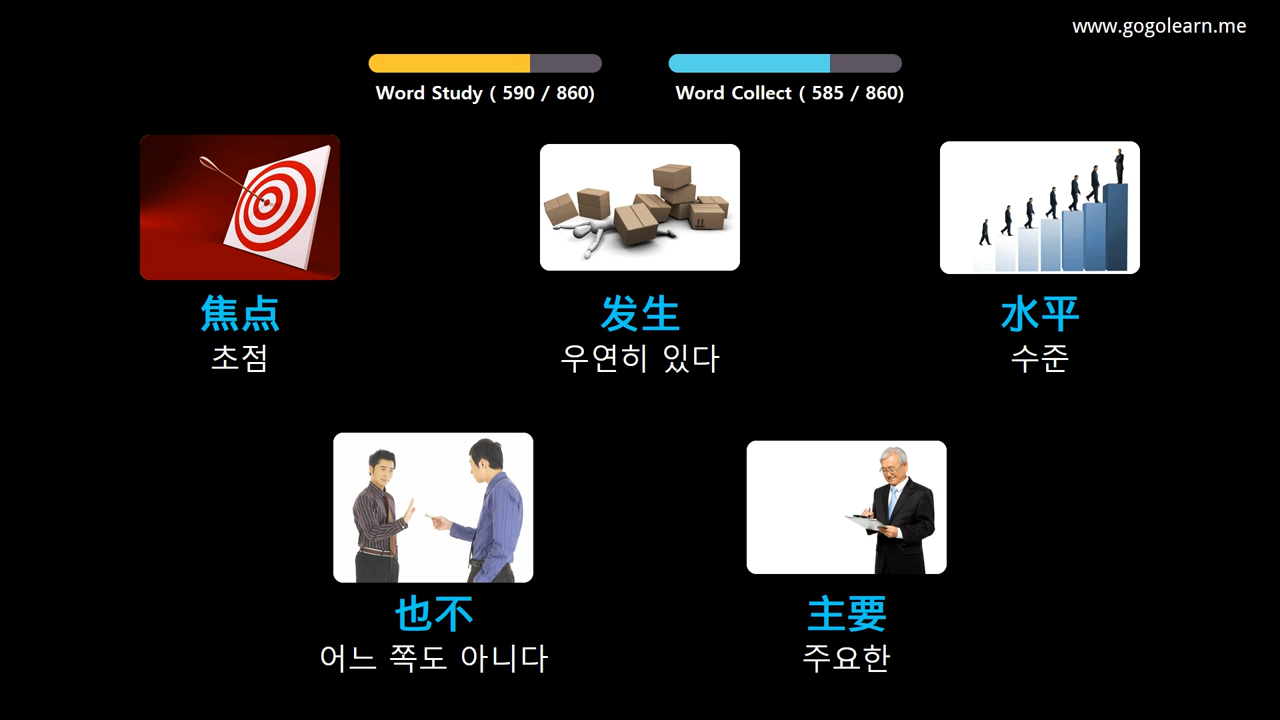 www.gogolearn.me
Word Study ( 590 / 860)
Word Collect ( 585 / 860)
焦点
초점
发生
우연히 있다
水平
수준
也不
어느 쪽도 아니다
主要
주요한